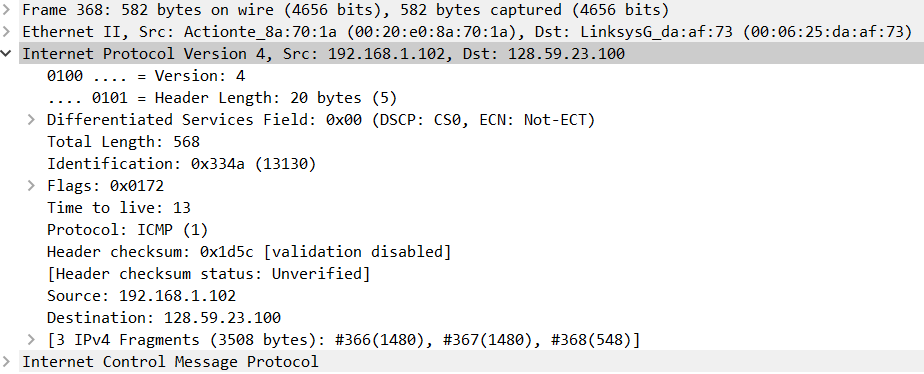 Frame 368: 582 bytes on wire (4656 bits), 582 bytes captured (4656 bits)
Ethernet II, Src: Actionte_8a:70:1a (00:20:e0:8a:70:1a), Dst: LinksysG_da:af:73 (00:06:25:da:af:73)
Internet Protocol Version 4, Src: 192.168.1.102, Dst: 128.59.23.100
0100 .... = Version: 4
.... 0101 = Header Length: 20 bytes (5)
Differentiated Services Field: 0x00 (DSCP: CS0, ECN: Not-ECT)
Total Length: 568
Identification: 0x334a (13130)
Flags: 0x0172
Time to live: 13
Protocol: ICMP (1)
Header checksum: 0x1d5c [validation disabled]
[Header checksum status: Unverified]
Source: 192.168.1.102
Destination: 128.59.23.100
[3 IPv4 Fragments (3508 bytes): #366(1480), #367(1480), #368(548)]
Internet Control Message Protocol